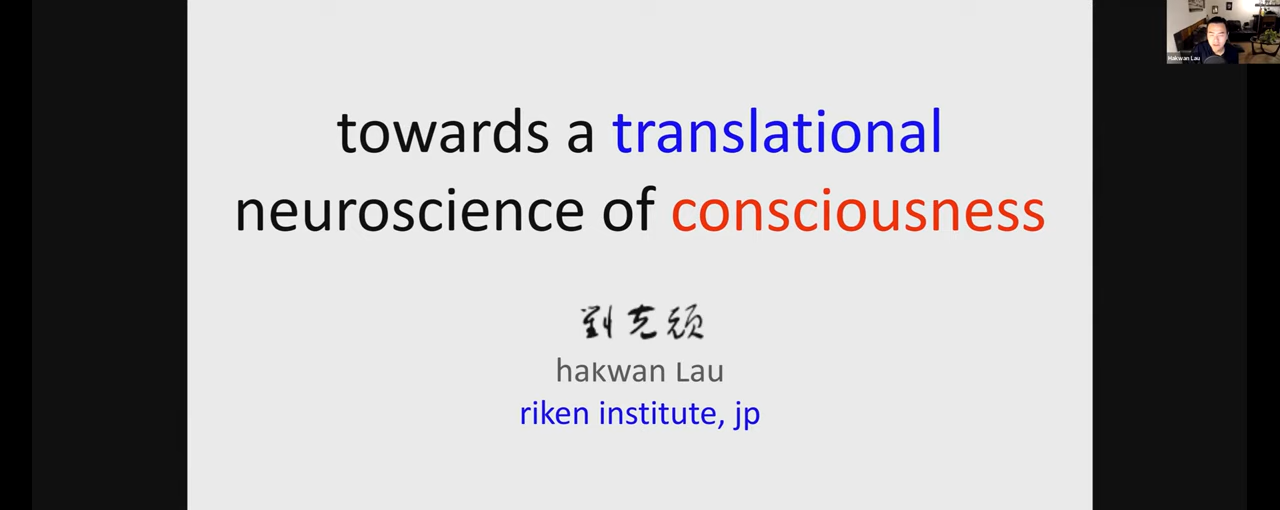 towards a translational
neuroscience of consciousness
劉克頑
hakwan Lau
riken institute, jp
Hakwan Lau